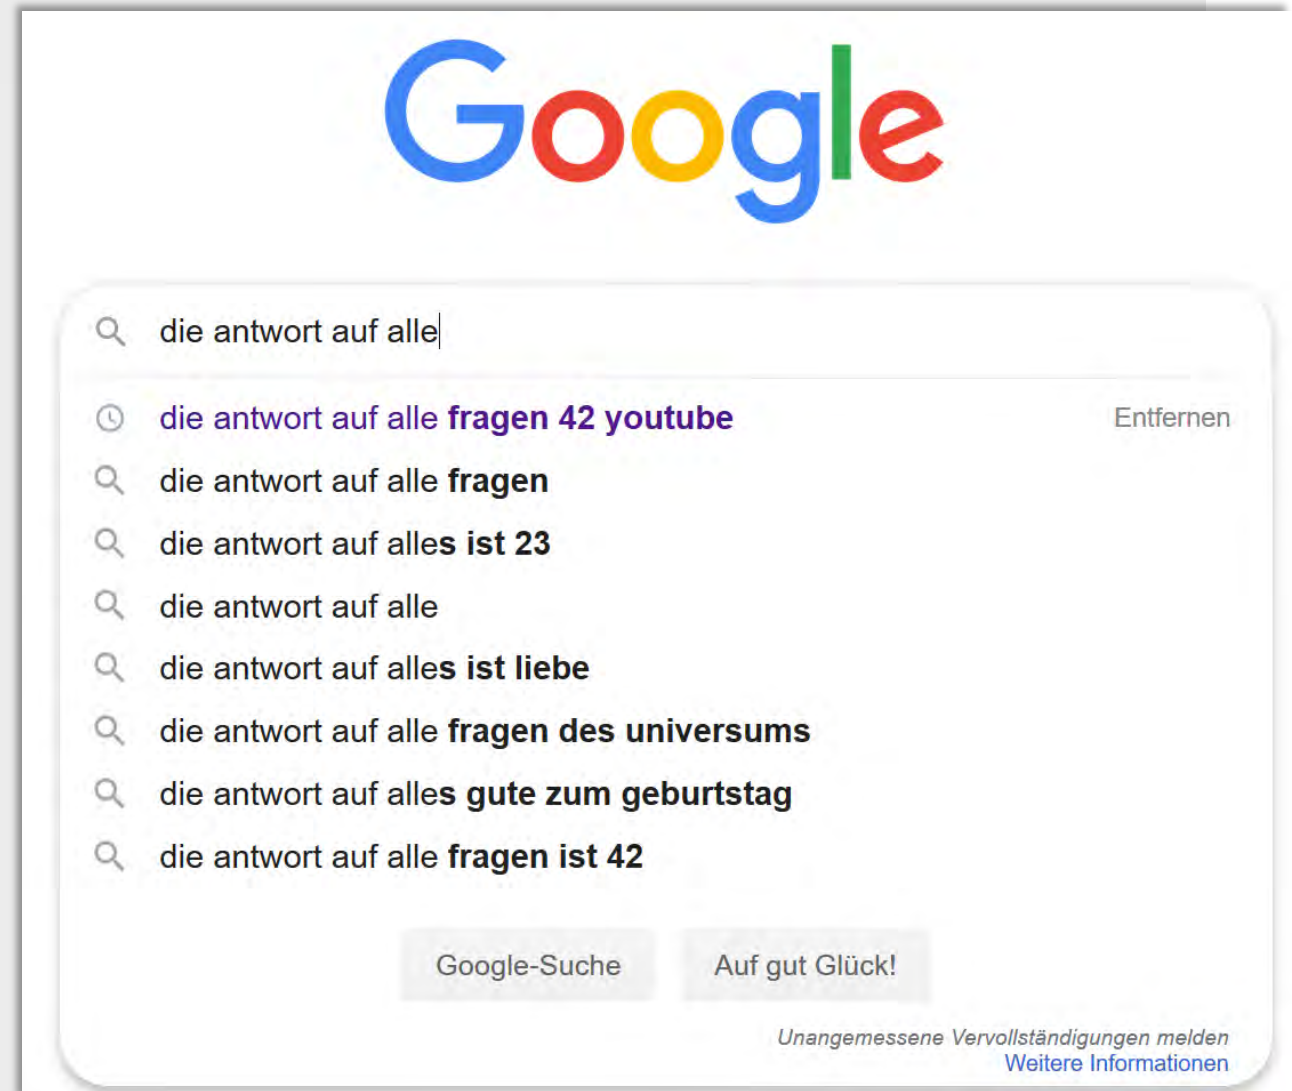 Google
die antwort auf alle
die antwort auf alle fragen 42 youtube Entfernen
die antwort auf alle fragen
die antwort auf alles ist 23
die antwort auf alle
die antwort auf alles ist liebe
die antwort auf alle fragen des universums
die antwort auf alles gute zum geburtstag
die antwort auf alle fragen ist 42
Google-Suche Auf gut Glück!
Unangemessene Vervollständigungen melden
Weitere Informationen